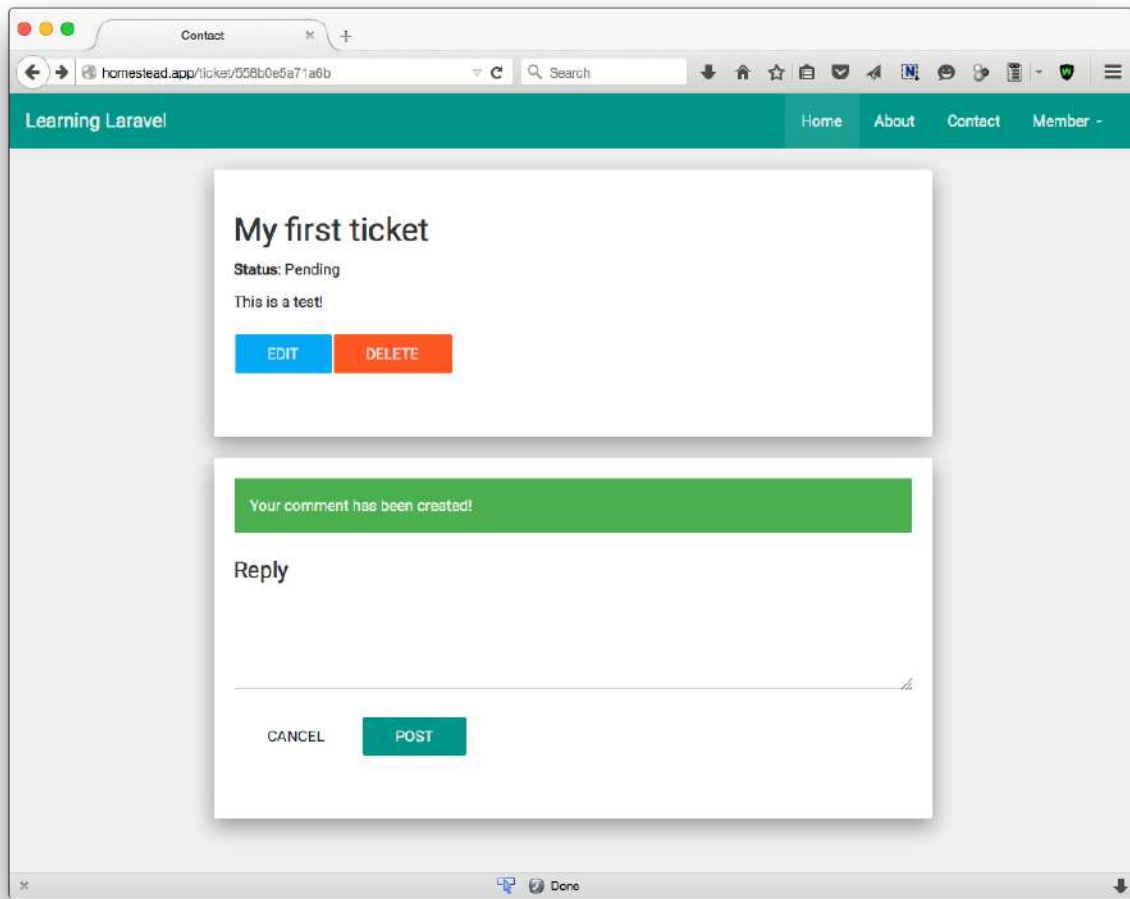 Contact
homestead.app/ticket/558b0e5a71a6b
Search
Learning Laravel
Home About Contact Member
My first ticket
Status: Pending
This is a test!
EDIT DELETE
Your comment has been created!
Reply
CANCEL POST
Done